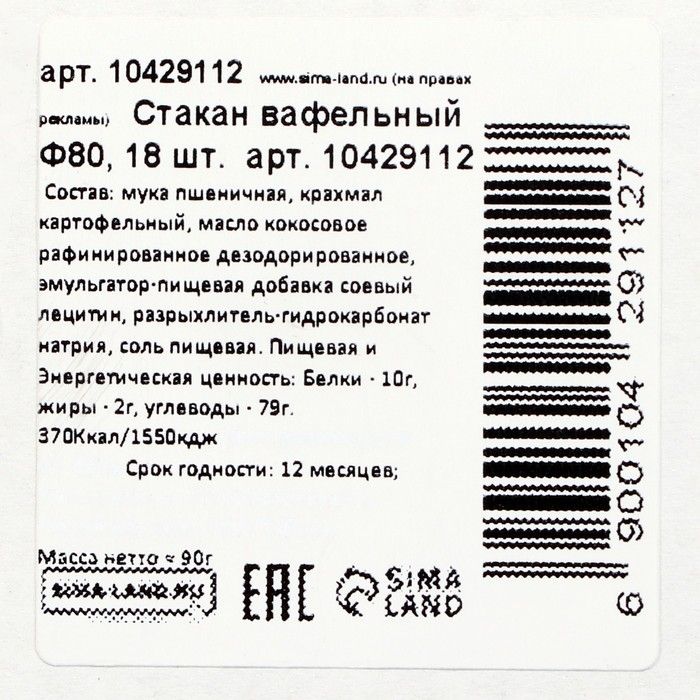 арт. 10429112 www.sima-land.ru (на правах
рекламы) Стакан вафельный
Ф80, 18 шт. арт. 10429112
Состав: мука пшеничная, крахмал
картофельный, масло кокосовое
рафинированное дезодорированное,
эмульгатор-пищевая добавка соевый
лецитин, разрыхлитель-гидрокарбонат
натрия, соль пищевая. Пищевая и
Энергетическая ценность: Белки - 10г,
жиры - 2г, углеводы - 79г.
370Ккал/1550кдж
Срок годности: 12 месяцев;
Масса нетто ≈ 90г
SIMA-LAND.RU
ЕАС
SIMA
LAND
6 900104 291127